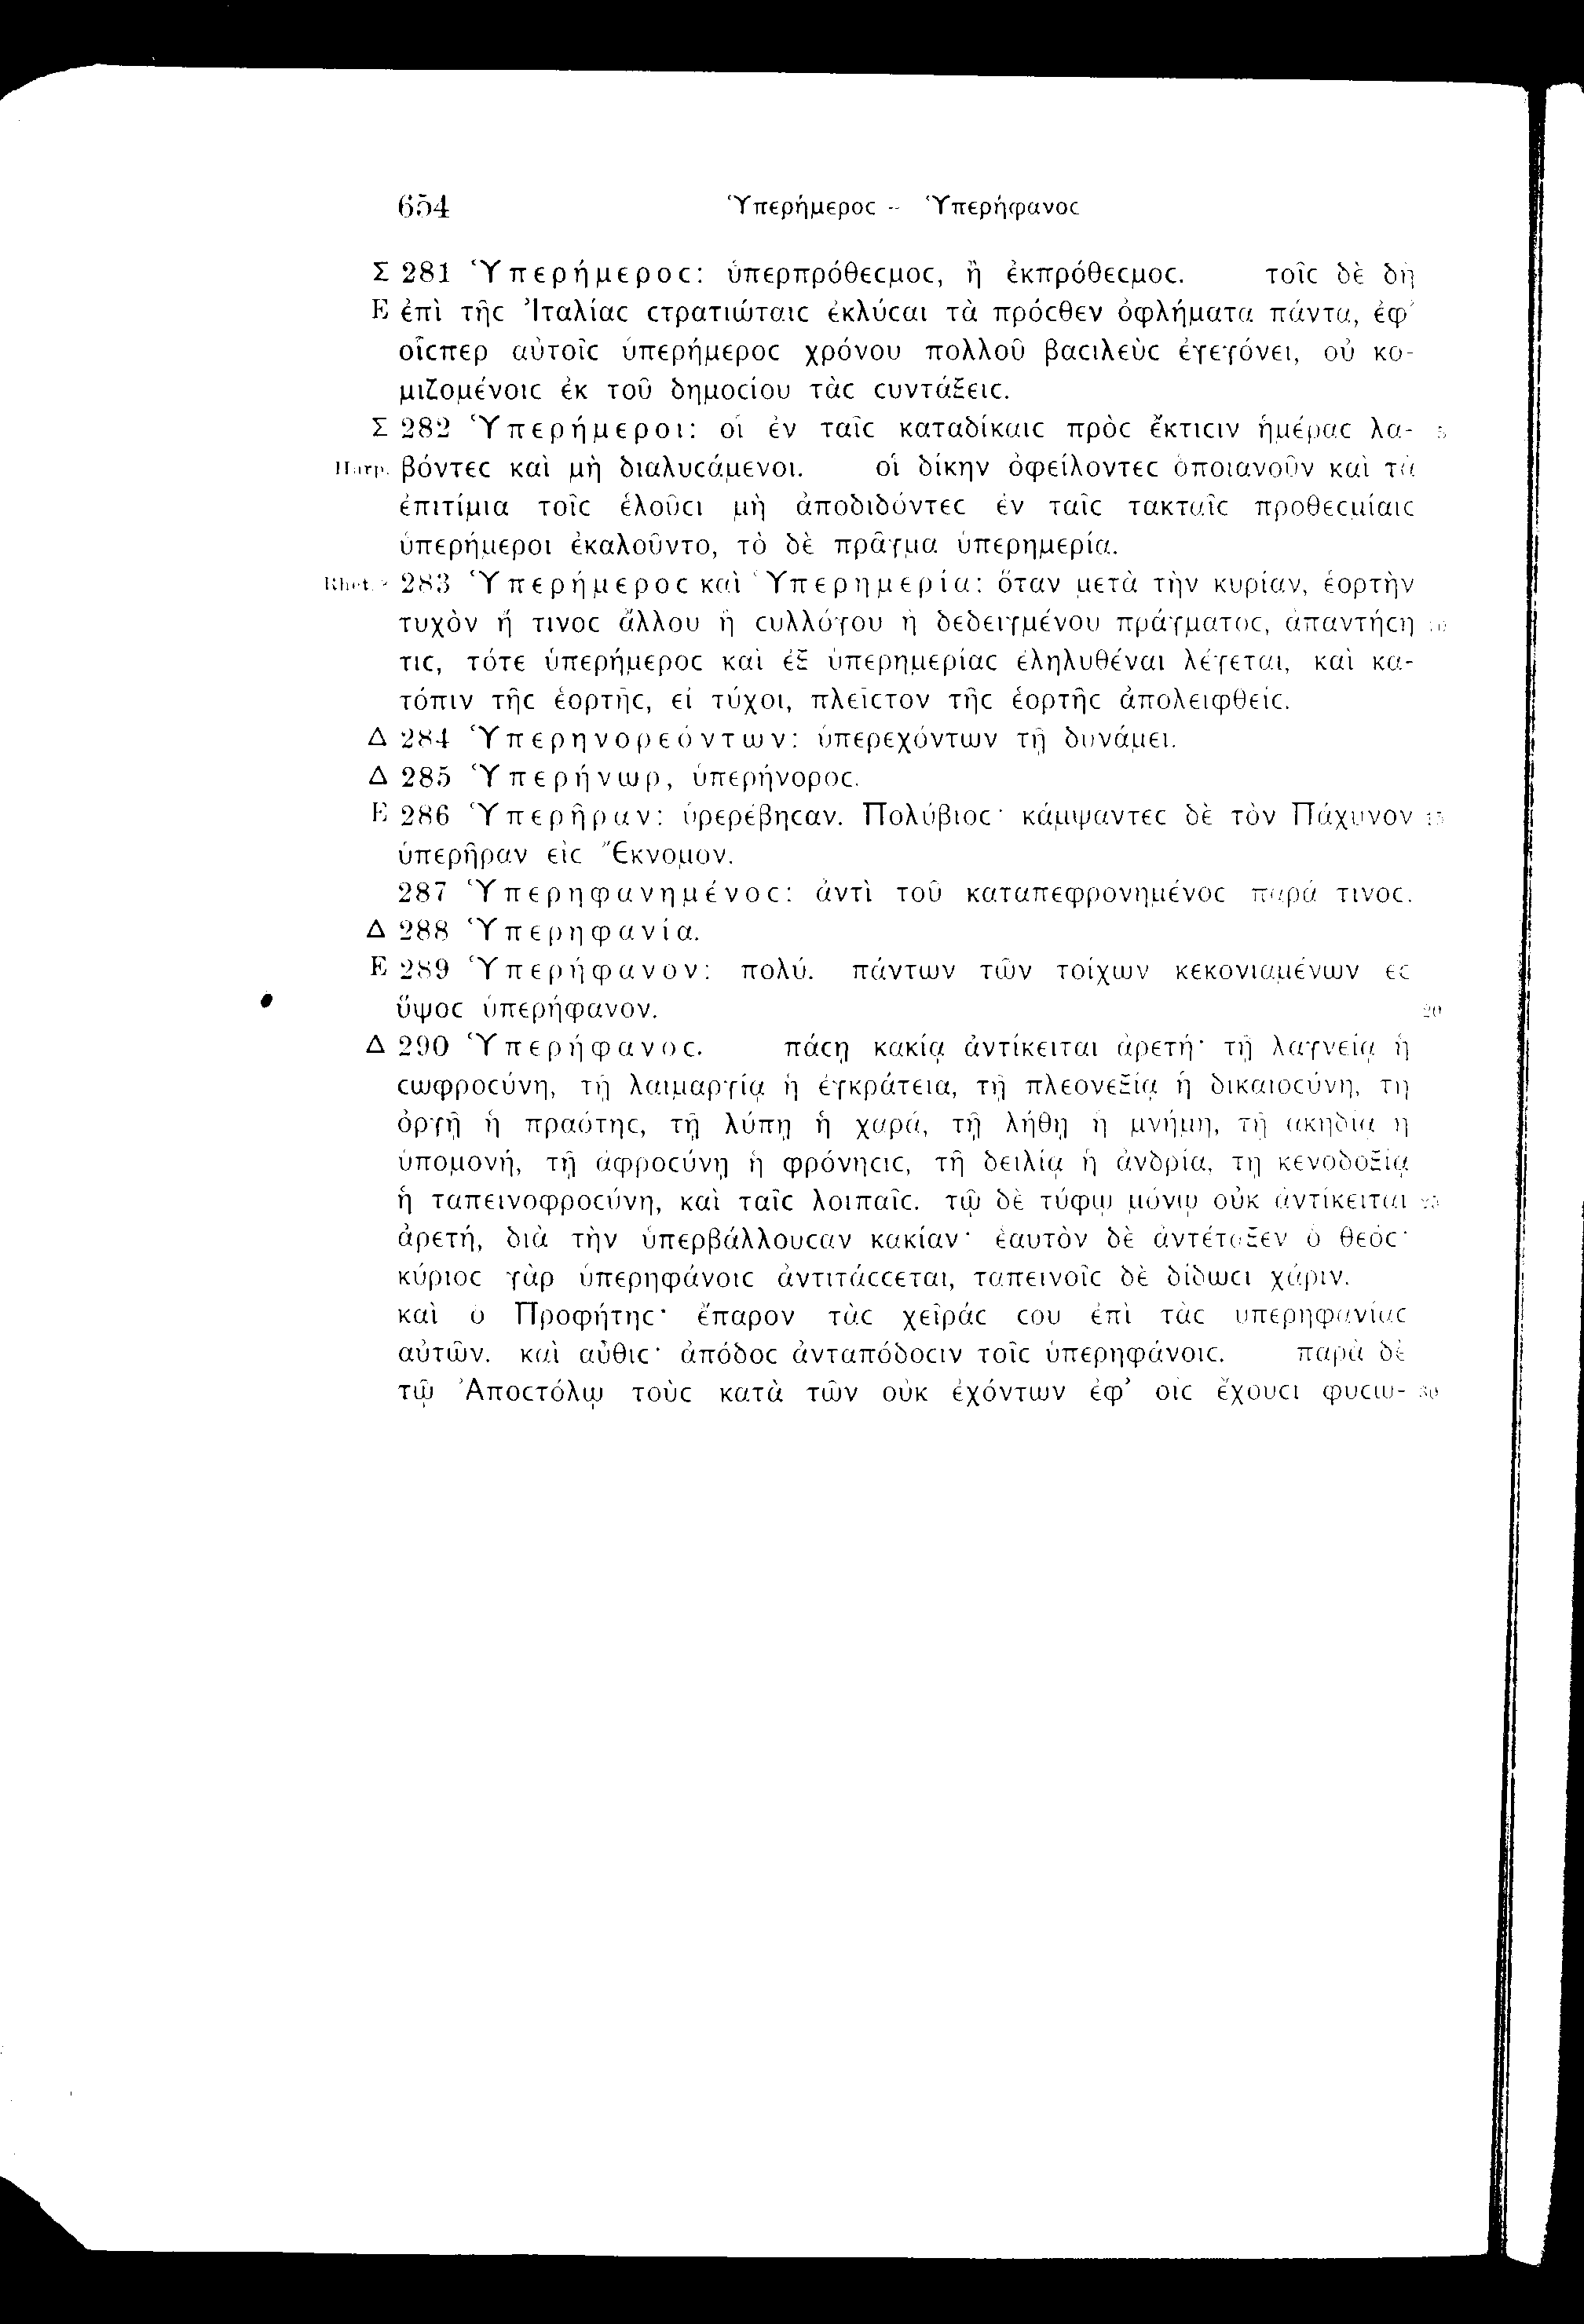 654 Ὑπερήμεροϲ – Ὑπερήφανοϲ
Σ 281 Ὑπερήμεροϲ: ὑπερπρόθεϲμοϲ, ἢ ἐκπρόθεϲμοϲ. τοῖϲ δὲ δὴ
E ἐπὶ τῆϲ Ἰταλίαϲ ϲτρατιώταιϲ ἐκλύϲαι τὰ πρόϲθεν ὀφλήματα πάντα, ἐφ’
οἷϲπερ αὐτοῖϲ ὑπερήμεροϲ χρόνου πολλοῦ βαϲιλεὺϲ ἐγεγόνει, οὐ κο-
μιζομένοιϲ ἐκ τοῦ δημοϲίου τὰϲ ϲυντάξειϲ.
Σ 282 Ὑπερήμεροι: οἱ ἐν ταῖϲ καταδίκαιϲ πρὸϲ ἔκτιϲιν ἡμέραϲ λα- 5
Harp. βόντεϲ καὶ μὴ διαλυϲάμενοι. οἱ δίκην ὀφείλοντεϲ ὁποιανοῦν καὶ τὰ
ἐπιτίμια τοῖϲ ἑλοῦϲι μὴ ἀποδιδόντεϲ ἐν ταῖϲ τακταῖϲ προθεϲμίαιϲ
ὑπερήμεροι ἐκαλοῦντο, τὸ δὲ πρᾶγμα ὑπερημερία.
Rhet. 283 Ὑπερήμεροϲ καὶ Ὑπερημερία: ὅταν μετὰ τὴν κυρίαν, ἑορτὴν
τυχὸν ἤ τινοϲ ἄλλου ἢ ϲυλλόγου ἢ δεδειγμένου πράγματοϲ, ἀπαντήϲῃ 10
τιϲ, τότε ὑπερήμεροϲ καὶ ἐξ ὑπερημερίαϲ ἐληλυθέναι λέγεται, καὶ κα-
τόπιν τῆϲ ἑορτῆϲ, εἰ τύχοι, πλεῖϲτον τῆϲ ἑορτῆϲ ἀπολειφθείϲ.
Δ 284 Ὑπερηνορεόντων: ὑπερεχόντων τῇ δυνάμει.
Δ 285 Ὑπερήνωρ, ὑπερήνοροϲ.
E 286 Ὑπερῆραν: ὑρερέβηϲαν. Πολύβιοϲ· κάμψαντεϲ δὲ τὸν Πάχυνον 15
ὑπερῆραν εἰϲ Ἔκνομον.
287 Ὑπερηφανημένοϲ: ἀντὶ τοῦ καταπεφρονημένοϲ παρά τινοϲ.
Δ 288 Ὑπερηφανία.
E 289 Ὑπερήφανον: πολύ. πάντων τῶν τοίχων κεκονιαμένων ἐϲ
ὕψοϲ ὑπερήφανον. 20
Δ 290 Ὑπερήφανοϲ. πάϲῃ κακίᾳ ἀντίκειται ἀρετή· τῇ λαγνείᾳ ἡ
ϲωφροϲύνη, τῇ λαιμαργίᾳ ἡ ἐγκράτεια, τῇ πλεονεξίᾳ ἡ δικαιοϲύνη, τῇ
ὀργῇ ἡ πραότηϲ, τῇ λύπῃ ἡ χαρά, τῇ λήθῃ ἡ μνήμη, τῇ ἀκηδίᾳ ἡ
ὑπομονή, τῇ ἀφροϲύνῃ ἡ φρόνηϲιϲ, τῇ δειλίᾳ ἡ ἀνδρία, τῇ κενοδοξίᾳ
ἡ ταπεινοφροϲύνη, καὶ ταῖϲ λοιπαῖϲ. τῷ δὲ τύφῳ μόνῳ οὐκ ἀντίκειται 25
ἀρετή, διὰ τὴν ὑπερβάλλουϲαν κακίαν· ἑαυτὸν δὲ ἀντέταξεν ὁ θεόϲ·
κύριοϲ γὰρ ὑπερηφάνοιϲ ἀντιτάϲϲεται, ταπεινοῖϲ δὲ δίδωϲι χάριν.
καὶ ὁ Προφήτηϲ· ἔπαρον τὰϲ χεῖράϲ ϲου ἐπὶ τὰϲ ὑπερηφανίαϲ
αὐτῶν. καὶ αὖθιϲ· ἀπόδοϲ ἀνταπόδοϲιν τοῖϲ ὑπερηφάνοιϲ. παρὰ δὲ
τῷ Ἀποϲτόλῳ τοὺϲ κατὰ τῶν οὐκ ἐχόντων ἐφ’ οἷϲ ἔχουϲι φυϲιω- 30